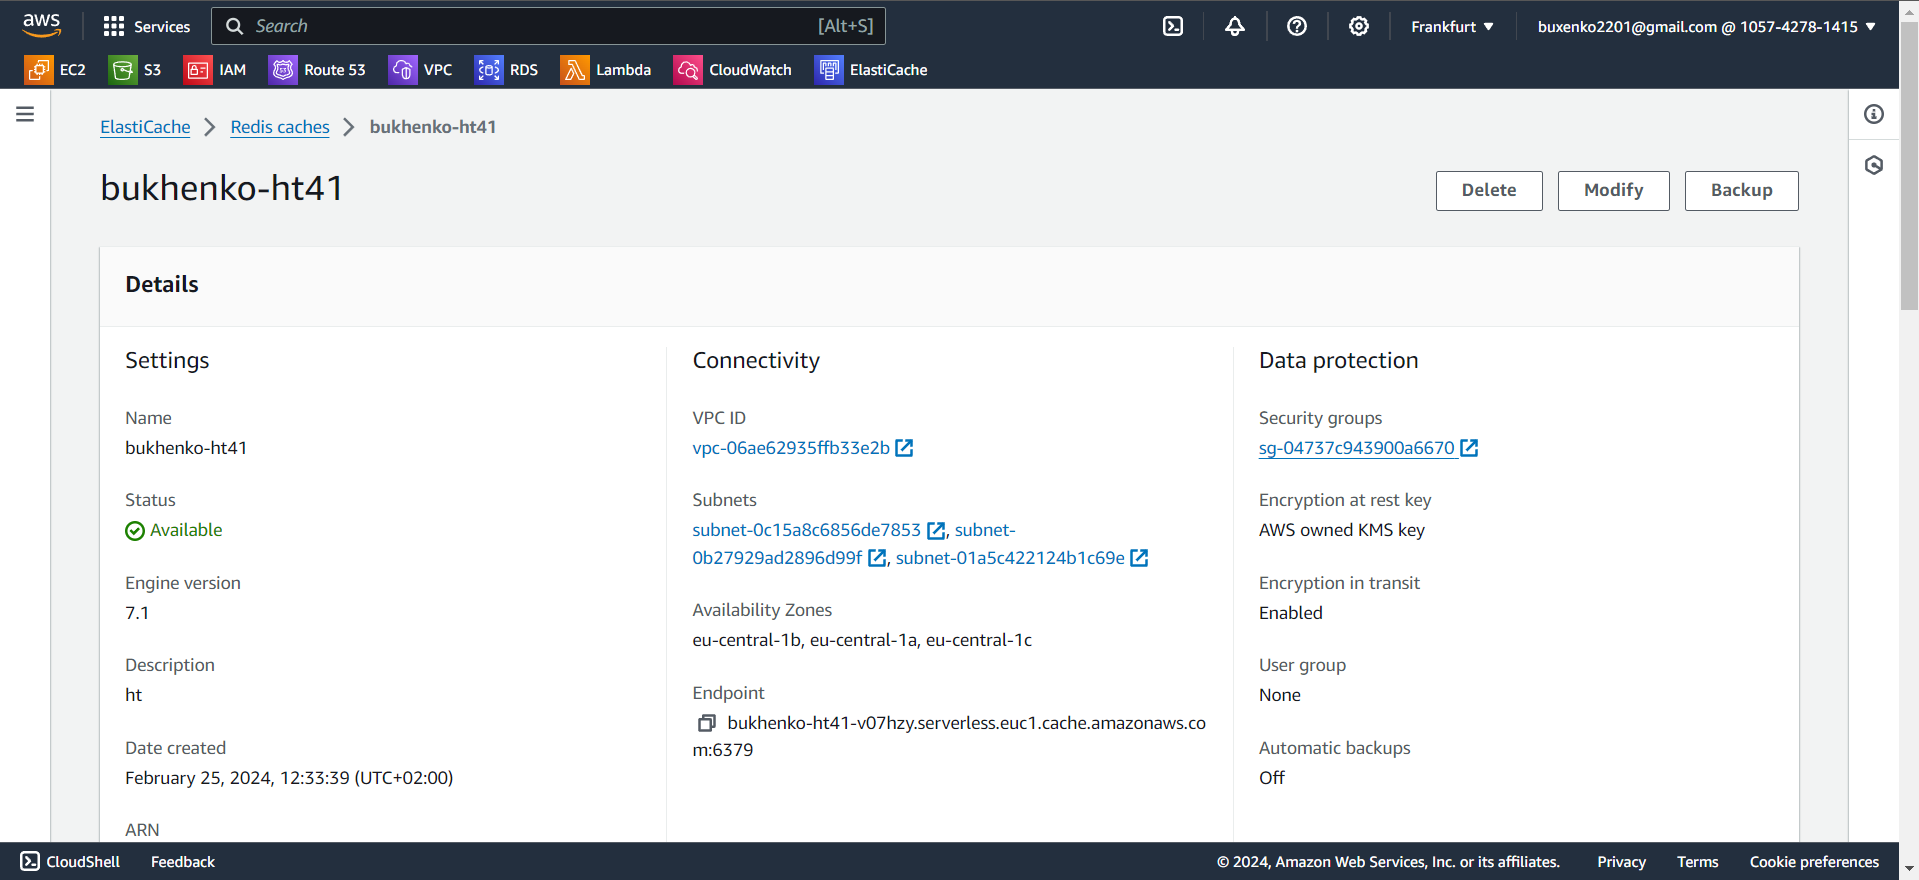 aws
Services
Search [Alt+S]
Frankfurt
buxenko2201@gmail.com @ 1057-4278-1415
EC2 S3 IAM Route 53 VPC RDS Lambda CloudWatch ElastiCache
ElastiCache > Redis caches > bukhenko-ht41
bukhenko-ht41
Delete Modify Backup
Details
Settings
Name
bukhenko-ht41
Status
Available
Engine version
7.1
Description
ht
Date created
February 25, 2024, 12:33:39 (UTC+02:00)
ARN
Connectivity
VPC ID
vpc-06ae62935ffb33e2b
Subnets
subnet-0c15a8c6856de7853, subnet-
0b27929ad2896d99f, subnet-01a5c422124b1c69e
Availability Zones
eu-central-1b, eu-central-1a, eu-central-1c
Endpoint
bukhenko-ht41-v07hzy.serverless.euc1.cache.amazonaws.co
m:6379
Data protection
Security groups
sg-04737c943900a6670
Encryption at rest key
AWS owned KMS key
Encryption in transit
Enabled
User group
None
Automatic backups
Off
CloudShell Feedback
© 2024, Amazon Web Services, Inc. or its affiliates. Privacy Terms Cookie preferences